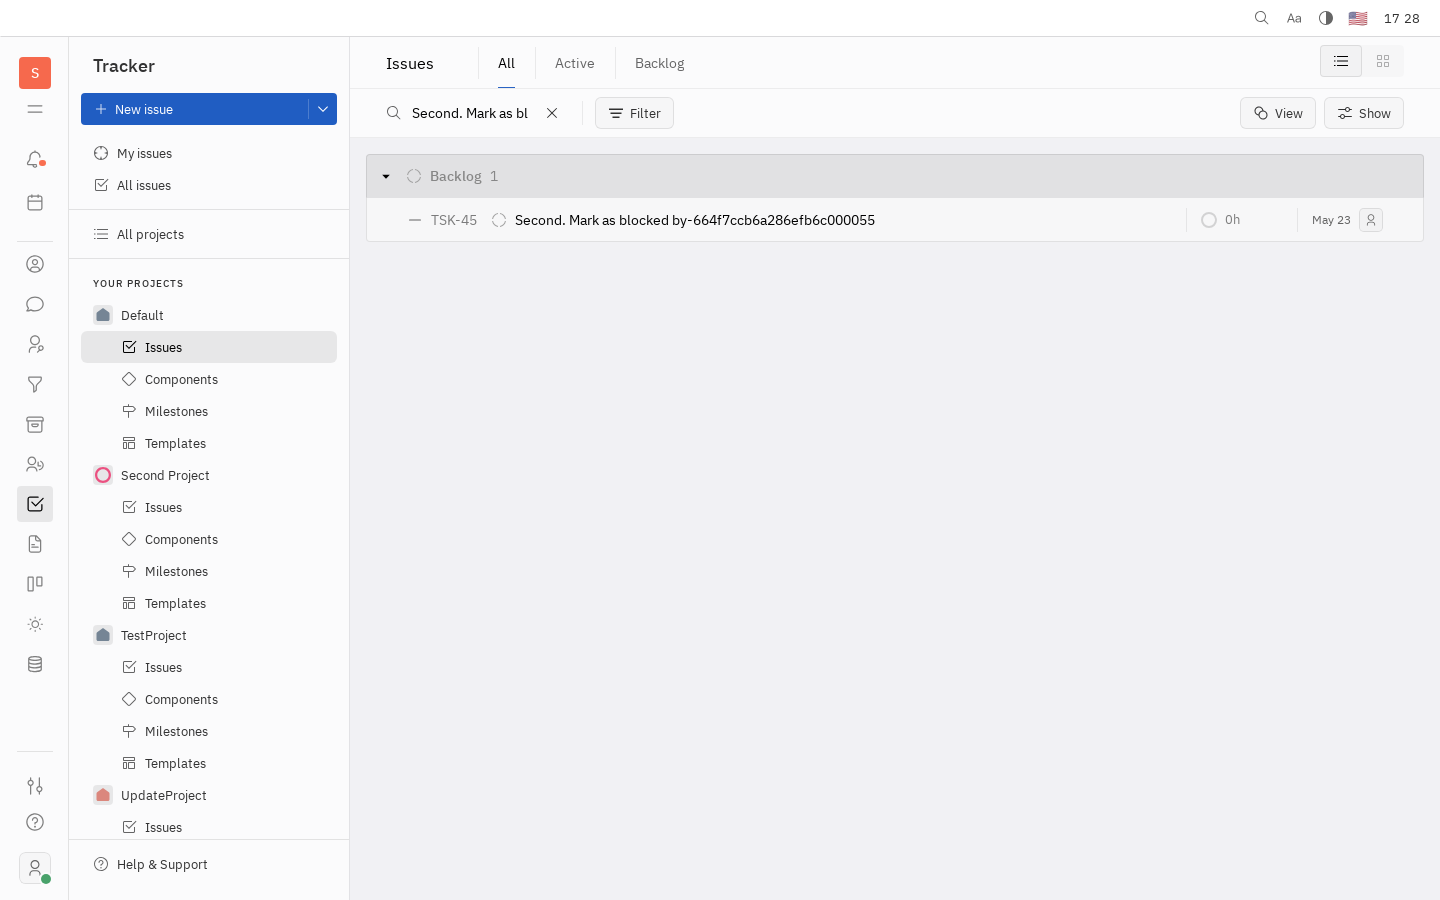 Aa
17 28
S
Tracker
New issue
My issues
All issues
All projects
YOUR PROJECTS
Default
Issues
Components
Milestones
Templates
Second Project
Issues
Components
Milestones
Templates
TestProject
Issues
Components
Milestones
Templates
UpdateProject
Issues
Help & Support
Issues
All
Active
Backlog
Second. Mark as bl
Filter
View
Show
Backlog 1
TSK-45 Second. Mark as blocked by-664f7ccb6a286efb6c000055 0h May 23